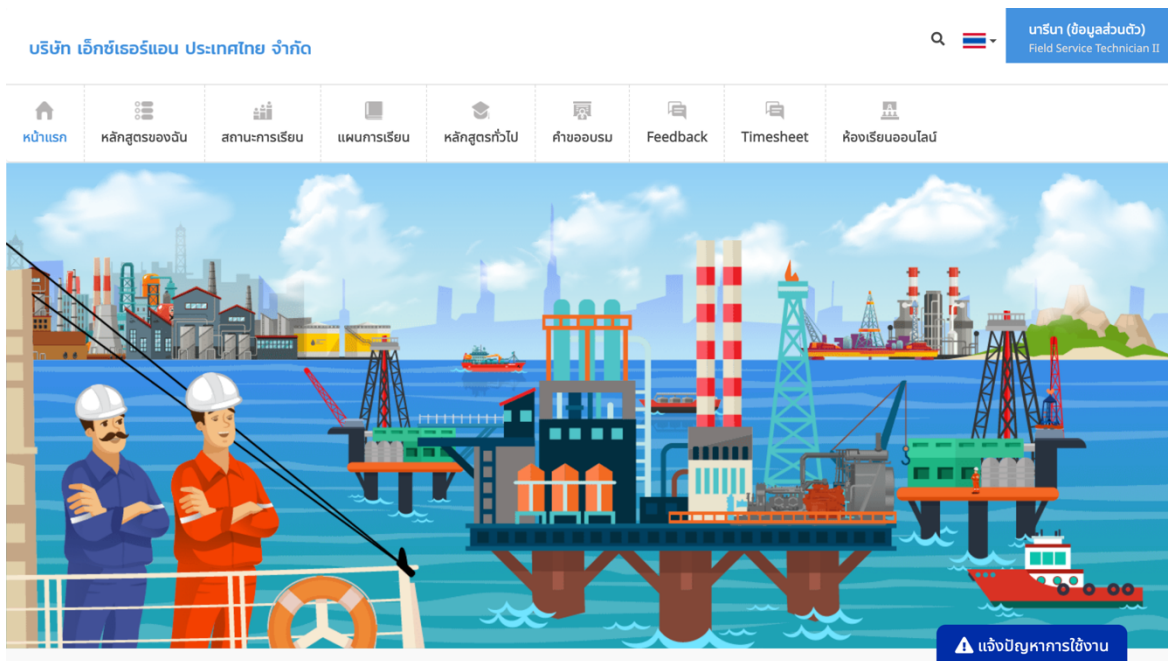 บริษัท เอ็กซ์เธอร์แอน ประเทศไทย จำกัด
นารีนา (ข้อมูลส่วนตัว)
Field Service Technician II
หน้าแรก
หลักสูตรของฉัน
สถานะการเรียน
แผนการเรียน
หลักสูตรทั่วไป
คำขออบรม
Feedback
Timesheet
ห้องเรียนออนไลน์
แจ้งปัญหาการใช้งาน